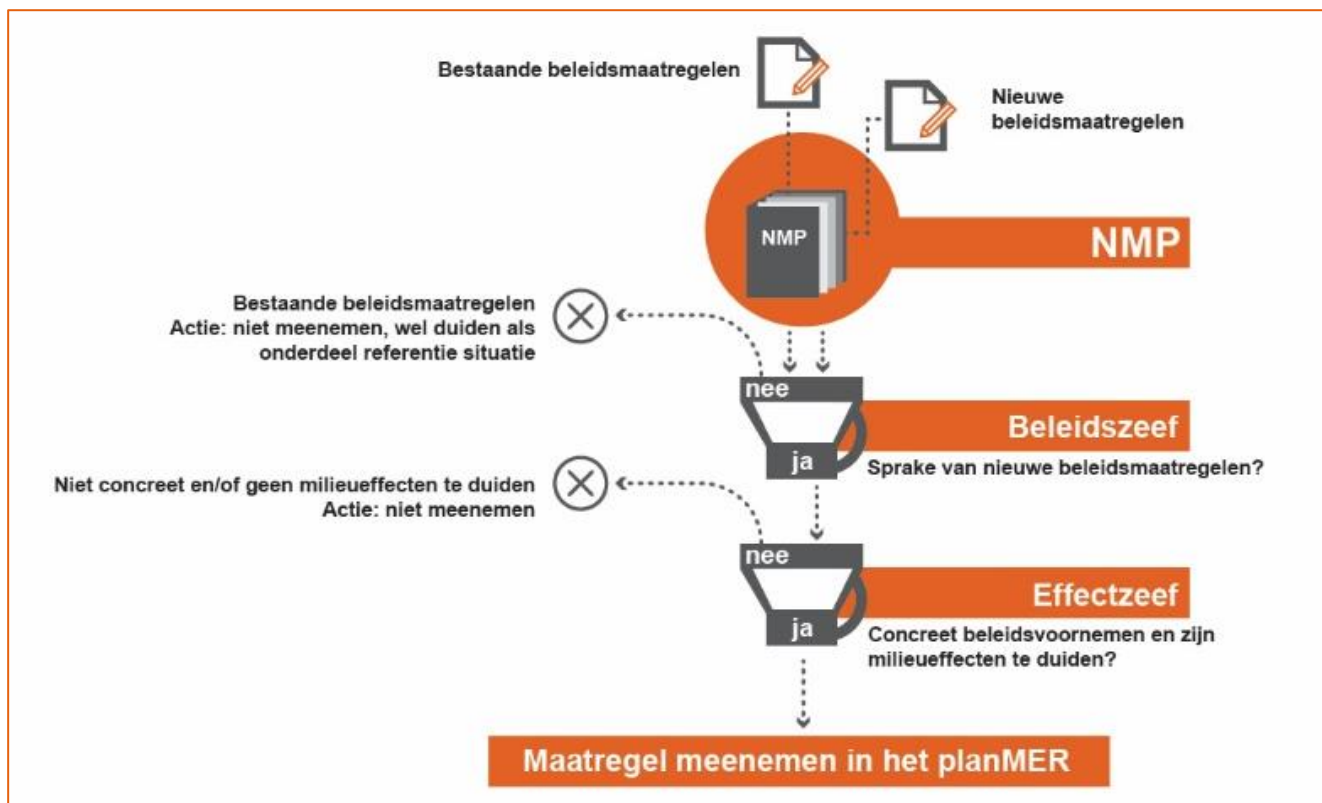 Bestaande beleidsmaatregelen
Nieuwe
beleidsmaatregelen
NMP
NMP
Bestaande beleidsmaatregelen
Actie: niet meenemen, wel duiden als
onderdeel referentie situatie
nee
Beleidszeef
ja
Sprake van nieuwe beleidsmaatregelen?
Niet concreet en/of geen milieueffecten te duiden
Actie: niet meenemen
nee
Effectzeef
ja
Concreet beleidsvoornemen en zijn
milieueffecten te duiden?
Maatregel meenemen in het planMER